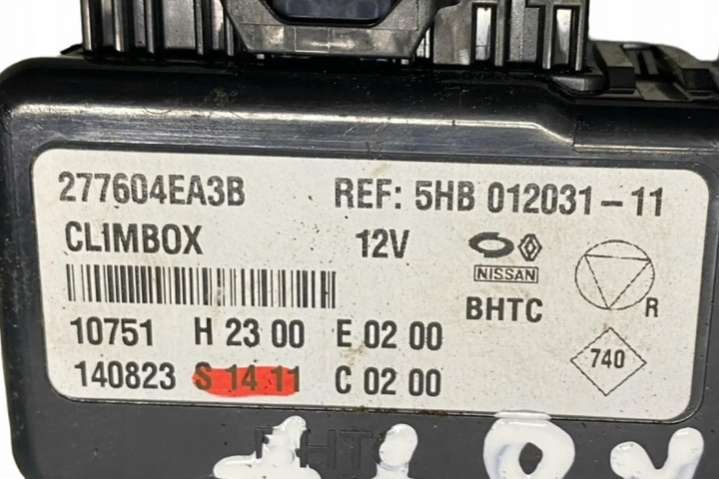 277604EA3B REF: 5HB 012031-11
CLIMBOX 12V
NISSAN
BHTC R
10751 H 23 00 E 02 00
740
140823 S 14 11 C 02 00